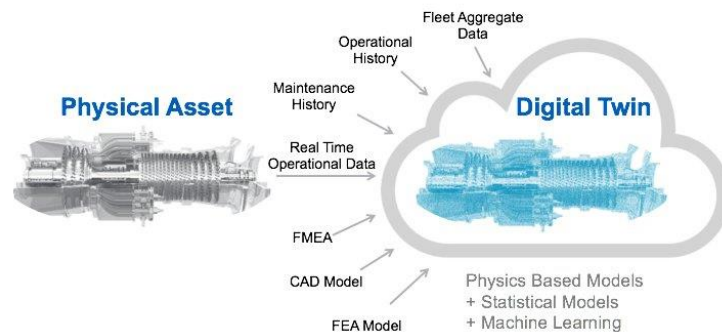 Fleet Aggregate
Data
Operational
History
Maintenance
History
Physical Asset
Digital Twin
Real Time
Operational Data
FMEA
CAD Model
FEA Model
Physics Based Models
+ Statistical Models
+ Machine Learning